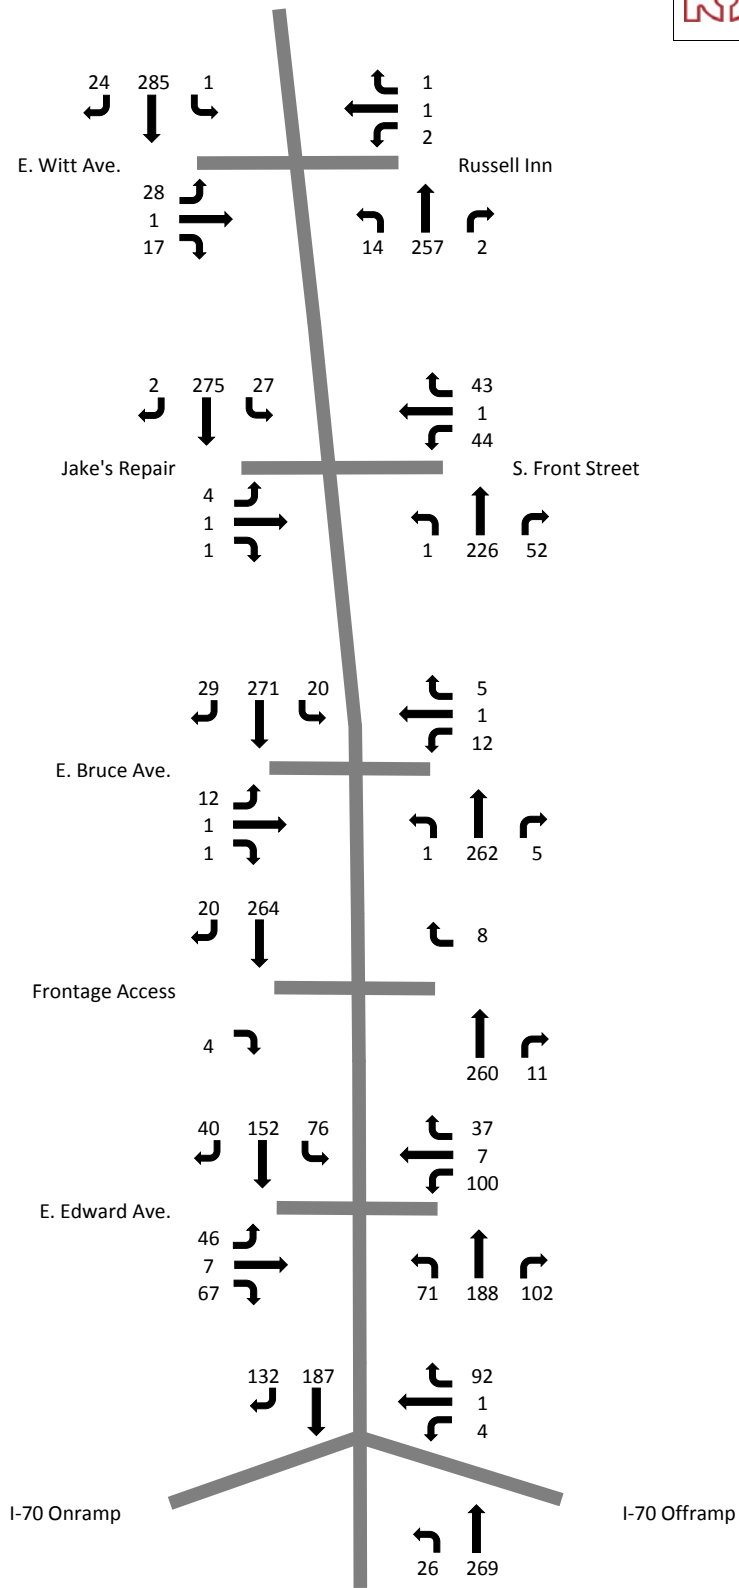 24 285 1
1
1
2
E. Witt Ave.
Russell Inn
28
1
17
14 257 2
2 275 27
43
1
44
Jake's Repair
S. Front Street
4
1
1
1 226 52
29 271 20
5
1
12
E. Bruce Ave.
12
1
1
1 262 5
20 264
8
Frontage Access
4
260 11
40 152 76
37
7
100
E. Edward Ave.
46
7
67
71 188 102
132 187
92
1
4
I-70 Onramp
I-70 Offramp
26 269